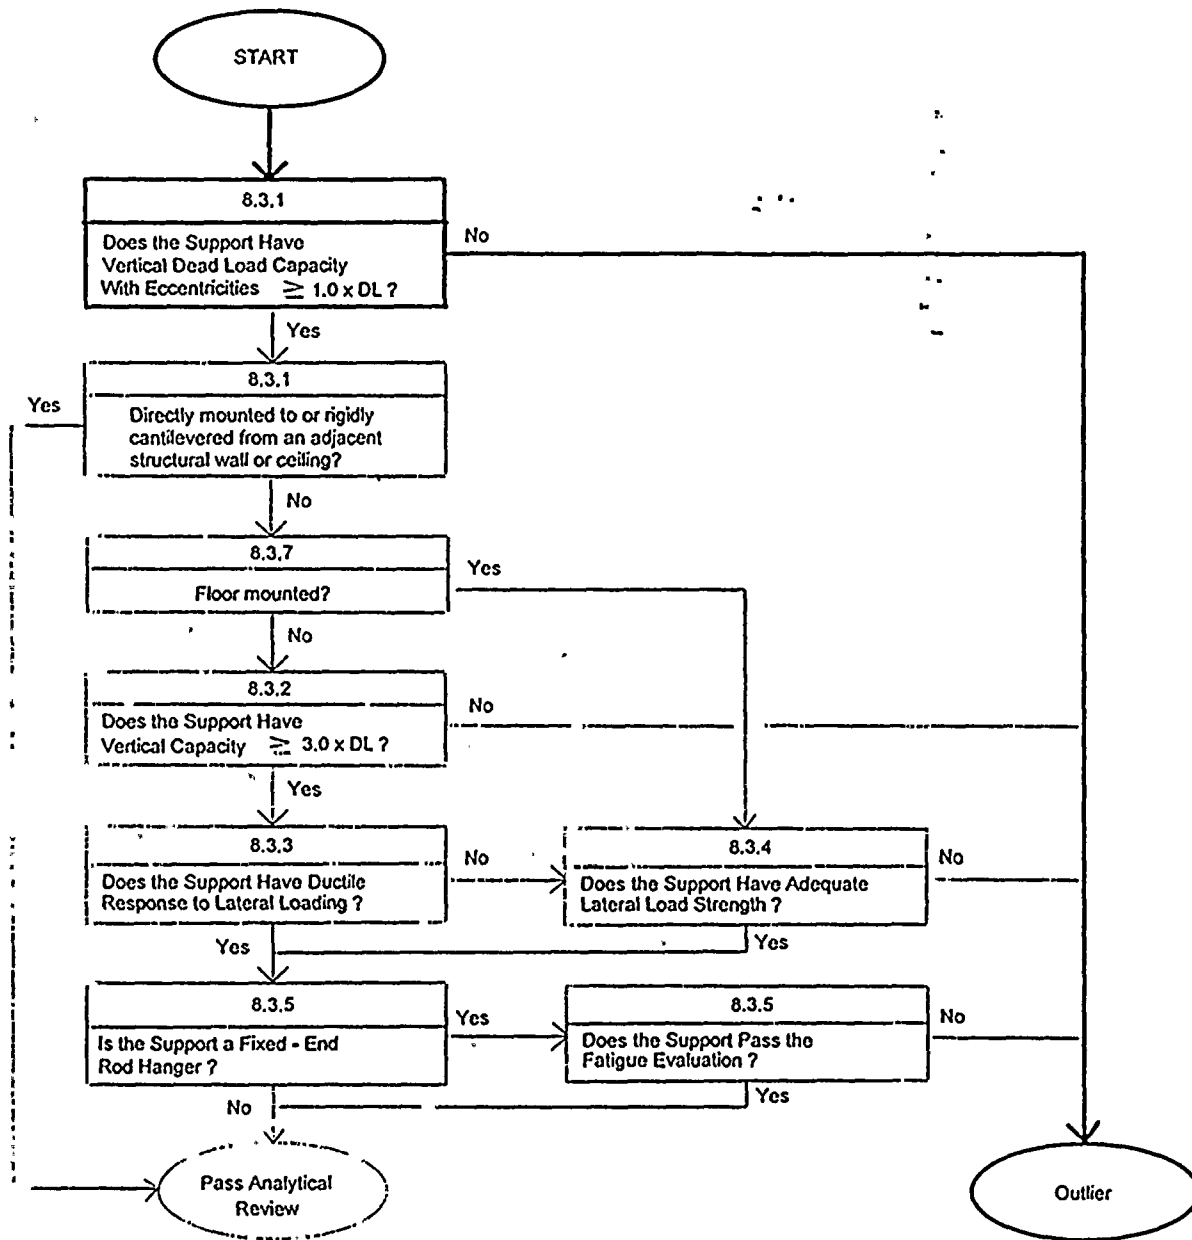 START
8.3.1
Does the Support Have
Vertical Dead Load Capacity
With Eccentricities ≥ 1.0 x DL ?
No
Yes
8.3.1
Directly mounted to or rigidly
cantilevered from an adjacent
structural wall or ceiling?
Yes
No
8.3.7
Floor mounted?
Yes
No
8.3.2
Does the Support Have
Vertical Capacity ≥ 3.0 x DL ?
No
Yes
8.3.3
Does the Support Have Ductile
Response to Lateral Loading ?
No
8.3.4
Does the Support Have Adequate
Lateral Load Strength ?
No
Yes
Yes
8.3.5
Is the Support a Fixed - End
Rod Hanger ?
Yes
8.3.5
Does the Support Pass the
Fatigue Evaluation ?
No
No
Yes
Pass Analytical
Review
Outlier